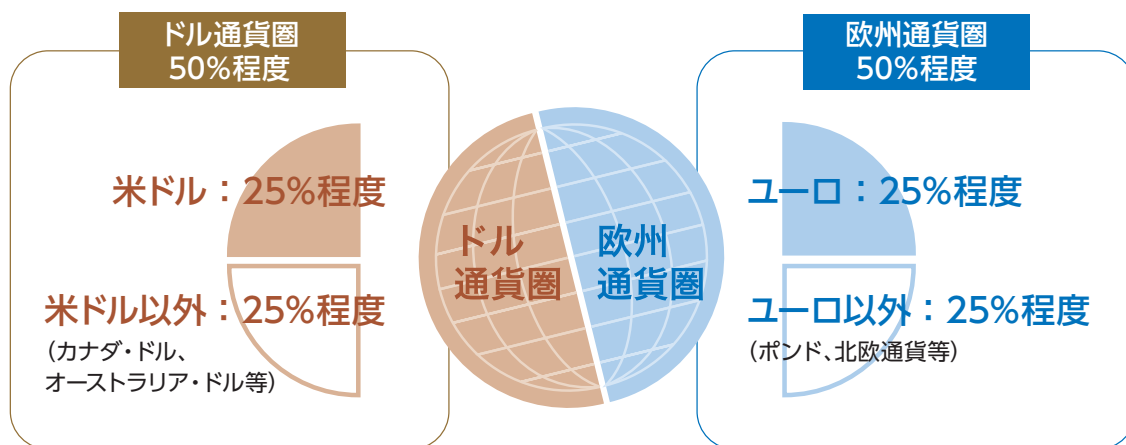 ドル通貨圏
50%程度
米ドル：25%程度
米ドル以外：25%程度
（カナダ・ドル、
オーストラリア・ドル等）
ドル
通貨圏
欧州
通貨圏
欧州通貨圏
50%程度
ユーロ：25%程度
ユーロ以外：25%程度
（ポンド、北欧通貨等）